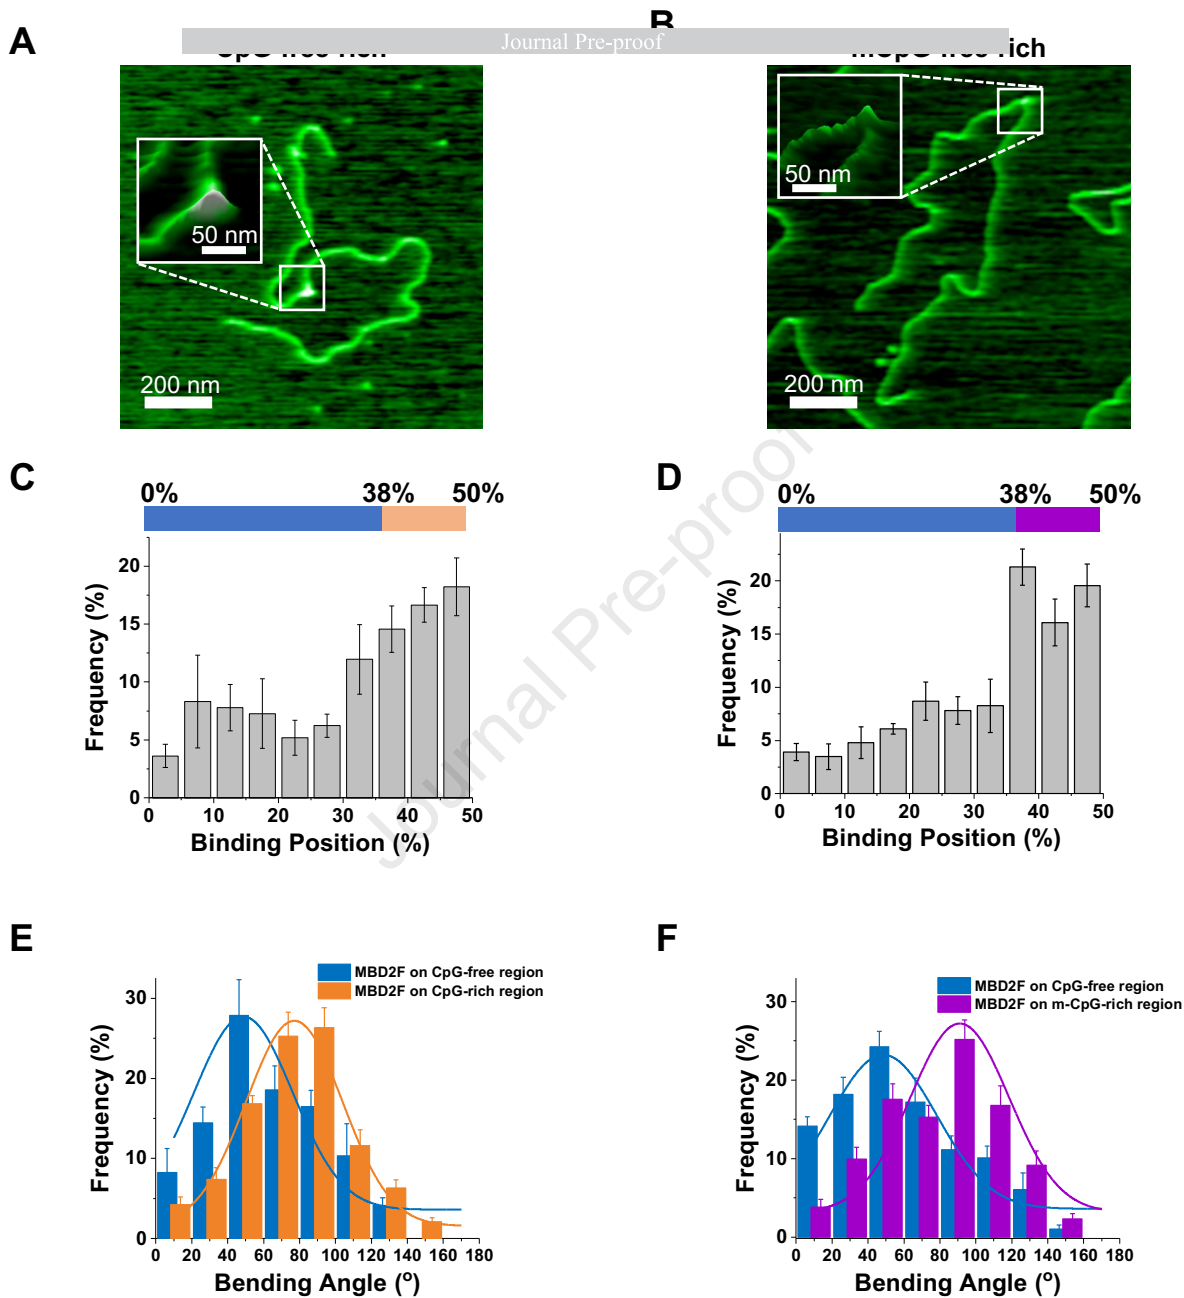 A
B
Journal Pre-proof
50 nm
200 nm
50 nm
200 nm
C
0% 38% 50%
Frequency (%)
20
15
10
5
0
0 10 20 30 40 50
Binding Position (%)
D
0% 38% 50%
Frequency (%)
20
15
10
5
0
0 10 20 30 40 50
Binding Position (%)
Journal Pre-proof
E
MBD2F on CpG-free region
MBD2F on CpG-rich region
Frequency (%)
30
20
10
0
0 20 40 60 80 100 120 140 160 180
Bending Angle (°)
F
MBD2F on CpG-free region
MBD2F on m-CpG-rich region
Frequency (%)
30
20
10
0
0 20 40 60 80 100 120 140 160 180
Bending Angle (°)